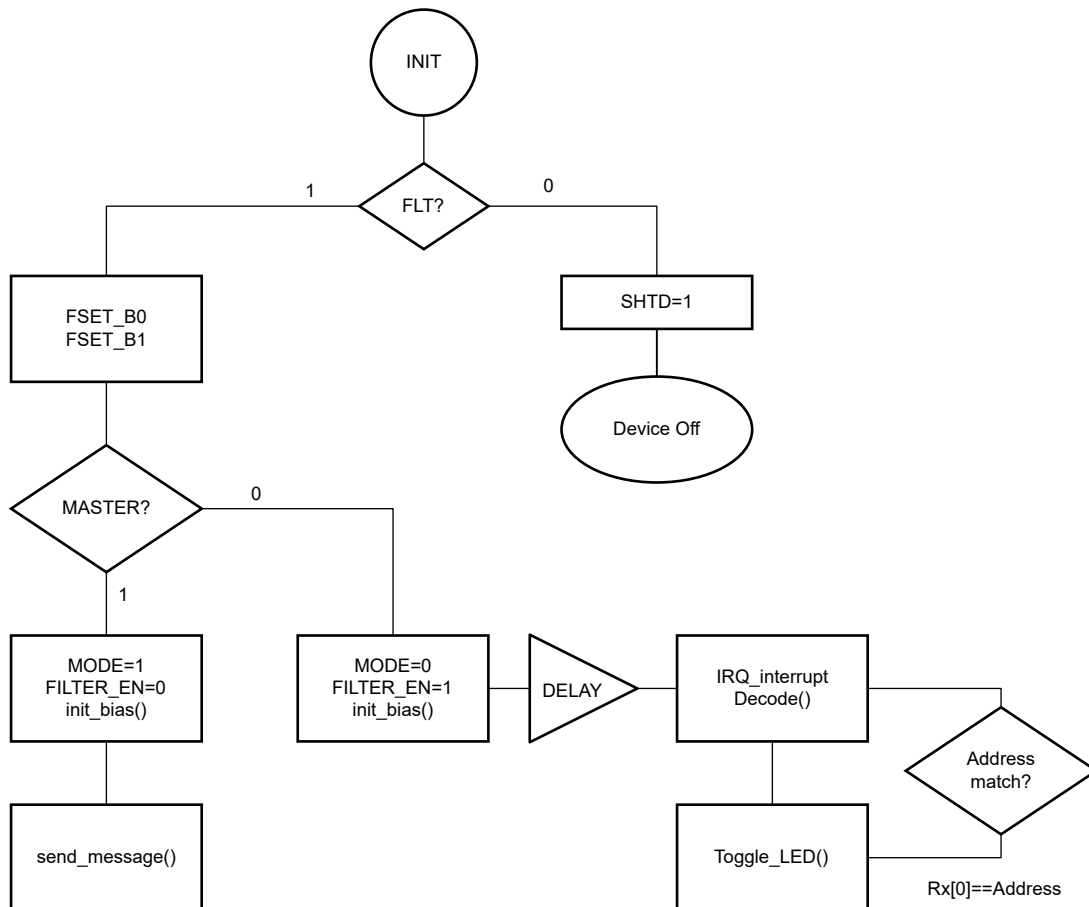 INIT
FLT?
1
0
FSET_B0
FSET_B1
SHTD=1
Device Off
MASTER?
0
1
MODE=1
FILTER_EN=0
init_bias()
MODE=0
FILTER_EN=1
init_bias()
DELAY
IRQ_interrupt
Decode()
Address
match?
send_message()
Toggle_LED()
Rx[0]==Address